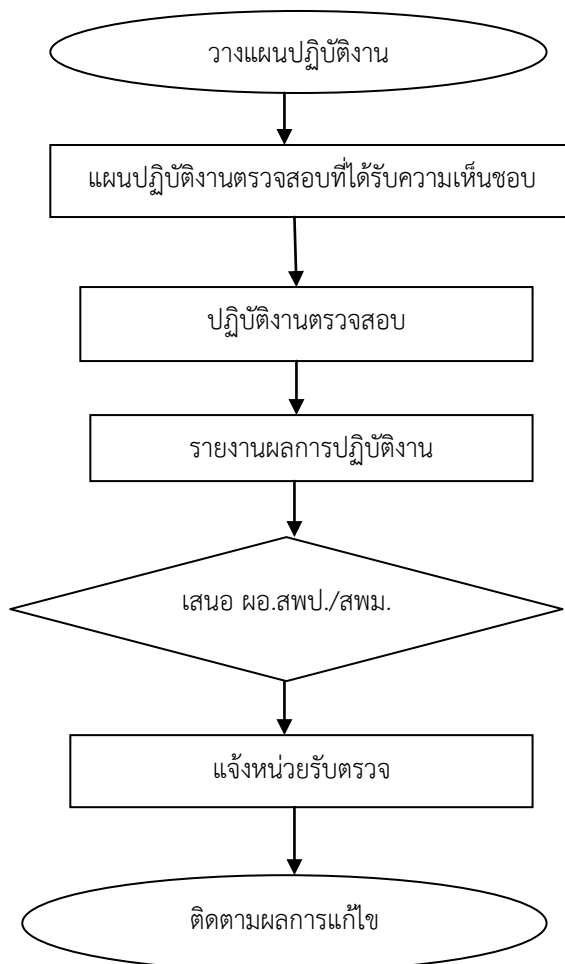 วางแผนปฏิบัติงาน
แผนปฏิบัติงานตรวจสอบที่ได้รับความเห็นชอบ
ปฏิบัติงานตรวจสอบ
รายงานผลการปฏิบัติงาน
เสนอ ผอ.สพป./สพม.
แจ้งหน่วยรับตรวจ
ติดตามผลการแก้ไข